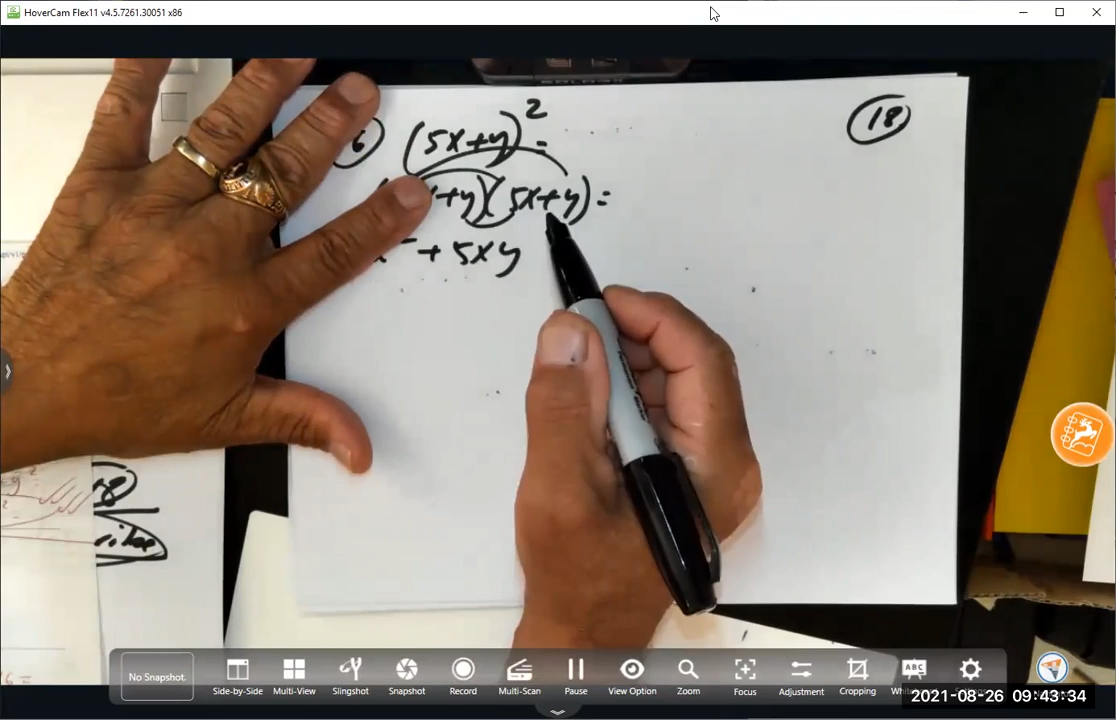 HoverCam Flex11 v4.5.7261.30051 x86
6 (5x+y)² =
18
+y)(5x+y) =
+ 5xy
18
No Snapshot.
Side-by-Side
Multi-View
Slingshot
Snapshot
Record
Multi-Scan
Pause
View Option
Zoom
Focus
Adjustment
Cropping
ABC
2021-08-26 09:43:34